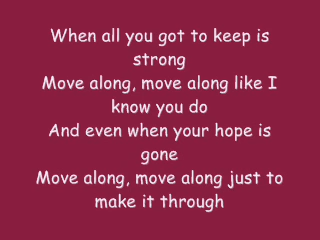 When all you got to keep is
strong
Move along, move along like I
know you do
And even when your hope is
gone
Move along, move along just to
make it through